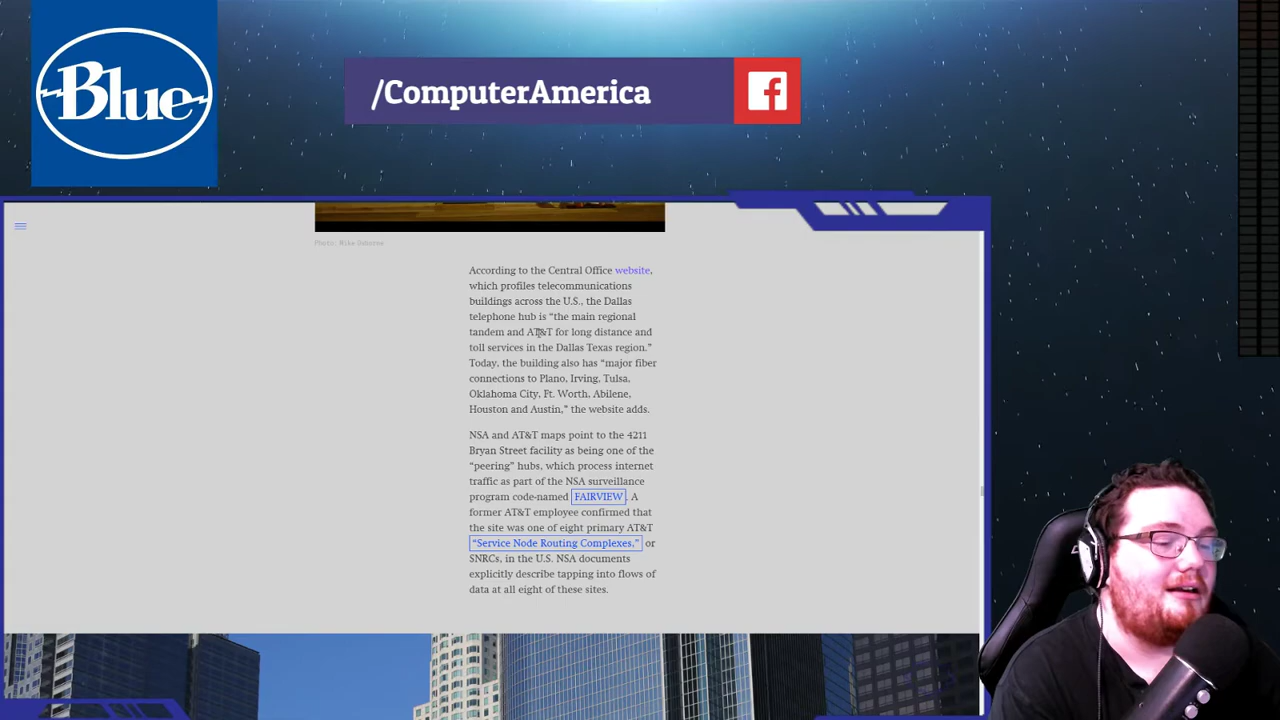 Blue
/ComputerAmerica
Photo: Mike Osborne
According to the Central Office website,
which profiles telecommunications
buildings across the U.S., the Dallas
telephone hub is “the main regional
tandem and AT&T for long distance and
toll services in the Dallas Texas region.”
Today, the building also has “major fiber
connections to Plano, Irving, Tulsa,
Oklahoma City, Ft. Worth, Abilene,
Houston and Austin,” the website adds.
NSA and AT&T maps point to the 4211
Bryan Street facility as being one of the
“peering” hubs, which process internet
traffic as part of the NSA surveillance
program code-named FAIRVIEW. A
former AT&T employee confirmed that
the site was one of eight primary AT&T
“Service Node Routing Complexes,” or
SNRCs, in the U.S. NSA documents
explicitly describe tapping into flows of
data at all eight of these sites.